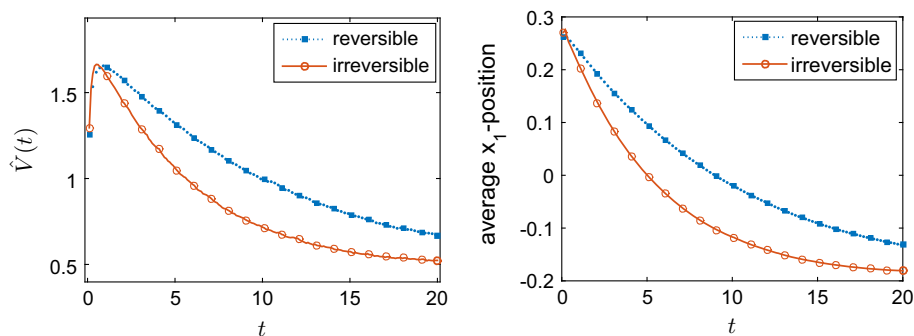 V̂(t)
1.5
1
0.5
0
5
10
15
20
t
reversible
irreversible
average x₁-position
0.3
0.2
0.1
0
-0.1
-0.2
0
5
10
15
20
t
reversible
irreversible